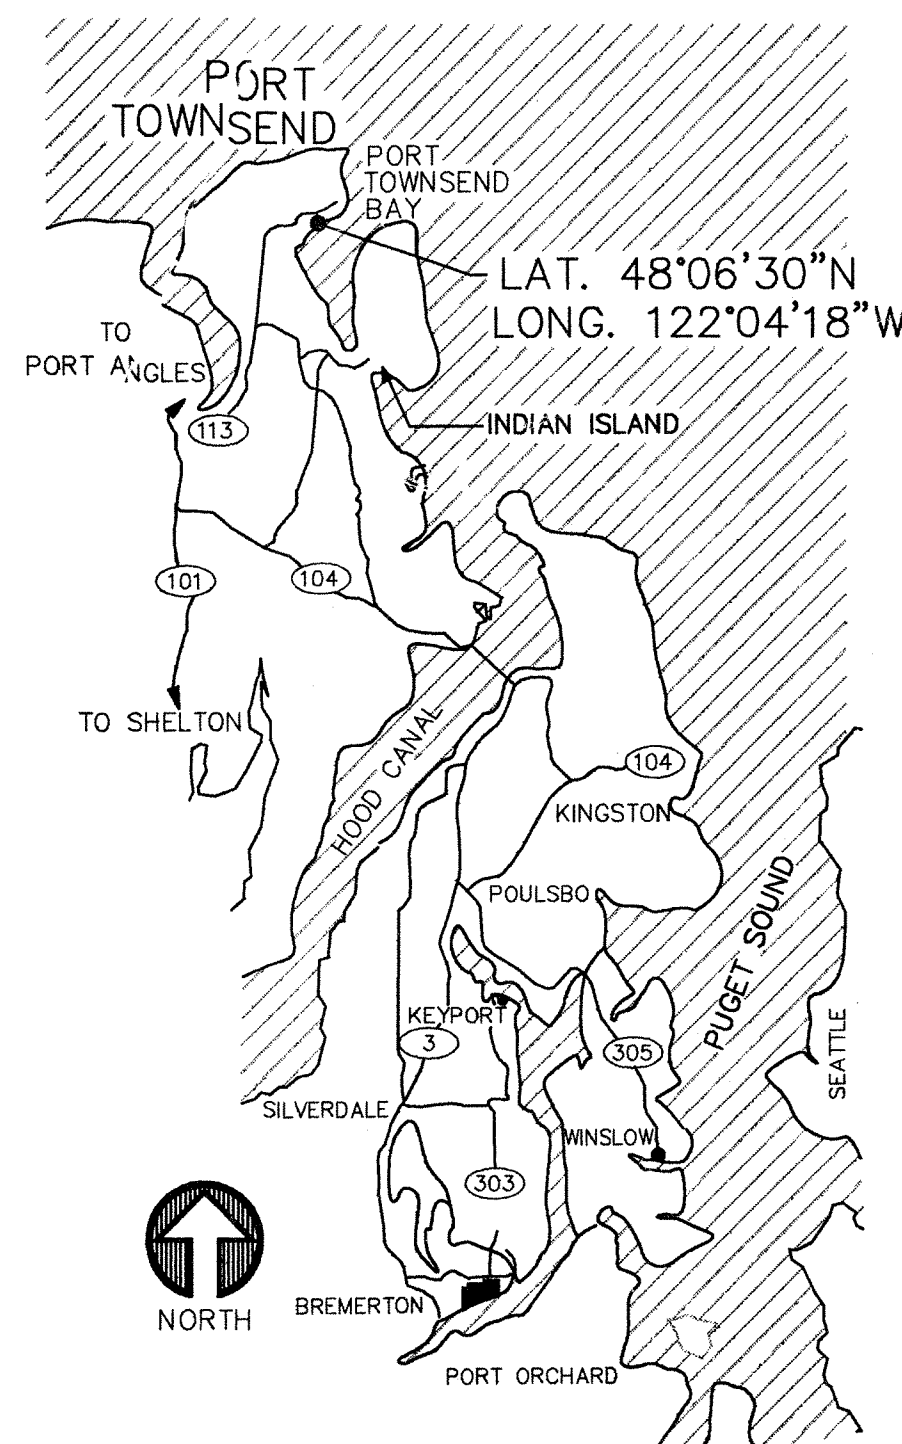 PORT
TOWNSEND
PORT
TOWNSEND
BAY
LAT. 48°06'30"N
LONG. 122°04'18"W
TO
PORT ANGLES
113
INDIAN ISLAND
101
104
TO SHELTON
HOOD CANAL
104
KINGSTON
POULSBO
PUGET SOUND
KEYPORT
3
305
SEATTLE
SILVERDALE
WINSLOW
303
NORTH
BREMERTON
PORT ORCHARD